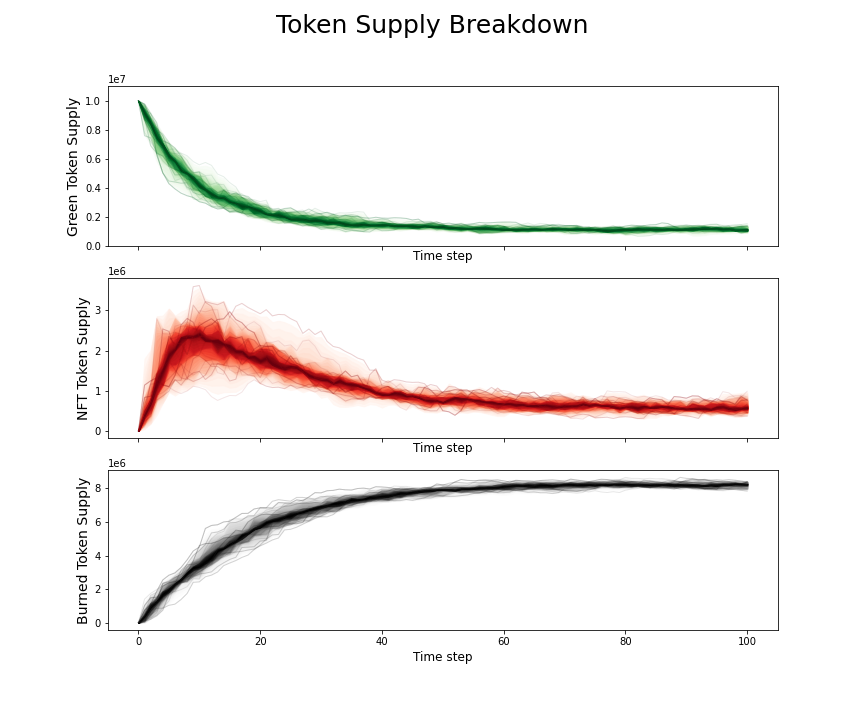 Token Supply Breakdown
1e7
Green Token Supply
1.0
0.8
0.6
0.4
0.2
0.0
Time step
1e6
NFT Token Supply
3
2
1
0
Time step
1e6
Burned Token Supply
8
6
4
2
0
0 20 40 60 80 100
Time step